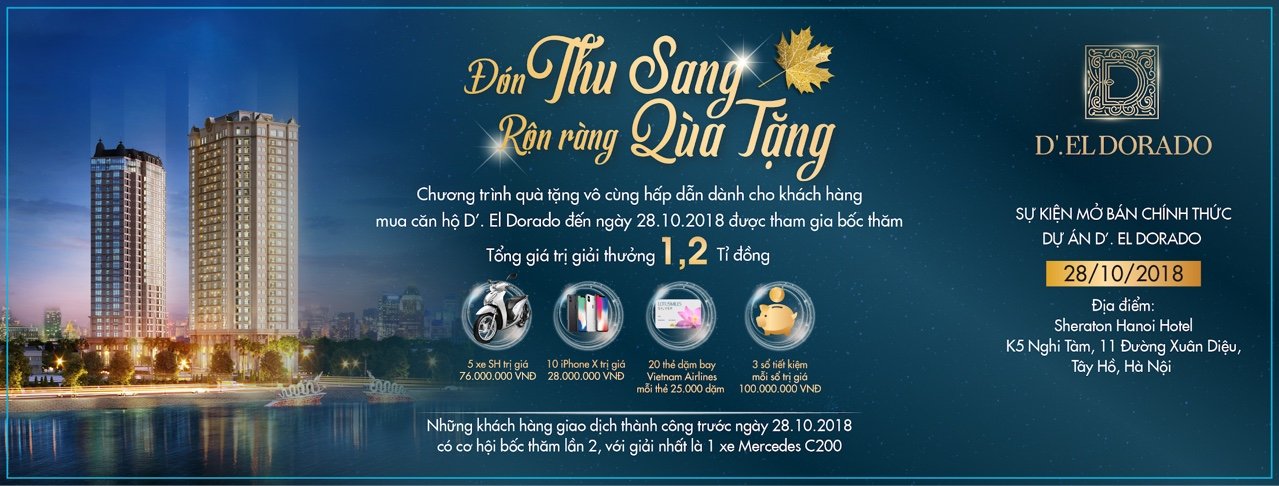 Đón Thu Sang
Rộn ràng Qùa Tặng
Chương trình quà tặng vô cùng hấp dẫn dành cho khách hàng
mua căn hộ D’. El Dorado đến ngày 28.10.2018 được tham gia bốc thăm
Tổng giá trị giải thưởng 1,2 Tỉ đồng
5 xe SH trị giá
76.000.000 VNĐ
10 iPhone X trị giá
28.000.000 VNĐ
LOTUSMILES
SILVER
20 thẻ dặm bay
Vietnam Airlines
mỗi thẻ 25.000 dặm
3 sổ tiết kiệm
mỗi sổ trị giá
100.000.000 VNĐ
Những khách hàng giao dịch thành công trước ngày 28.10.2018
có cơ hội bốc thăm lần 2, với giải nhất là 1 xe Mercedes C200
D
D’. EL DORADO
SỰ KIỆN MỞ BÁN CHÍNH THỨC
DỰ ÁN D’. EL DORADO
28/10/2018
Địa điểm:
Sheraton Hanoi Hotel
K5 Nghi Tàm, 11 Đường Xuân Diệu,
Tây Hồ, Hà Nội